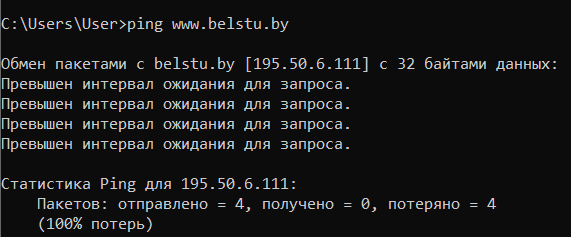 C:\Users\User>ping www.belstu.by
Обмен пакетами с belstu.by [195.50.6.111] с 32 байтами данных:
Превышен интервал ожидания для запроса.
Превышен интервал ожидания для запроса.
Превышен интервал ожидания для запроса.
Превышен интервал ожидания для запроса.
Статистика Ping для 195.50.6.111:
Пакетов: отправлено = 4, получено = 0, потеряно = 4
(100% потерь)